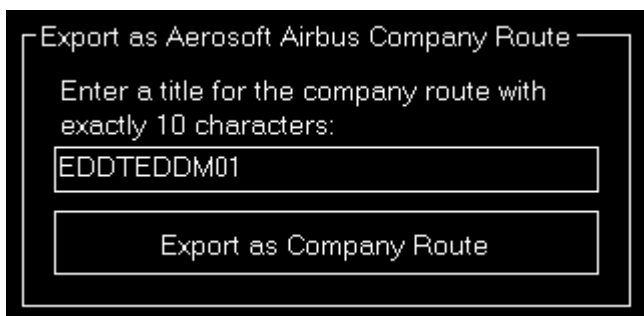 Export as Aerosoft Airbus Company Route
Enter a title for the company route with
exactly 10 characters:
EDDTEDDM01
Export as Company Route